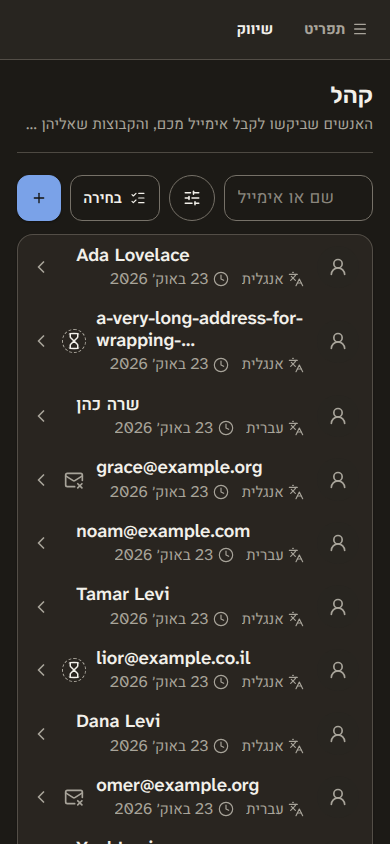 תפריט
שיווק
קהל
האנשים שביקשו לקבל אימייל מכם, והקבוצות שאליהן ...
שם או אימייל
בחירה
+
Ada Lovelace
אנגלית 23 באוק׳ 2026
a-very-long-address-for-
wrapping-...
אנגלית 23 באוק׳ 2026
שרה כהן
עברית 23 באוק׳ 2026
grace@example.org
אנגלית 23 באוק׳ 2026
noam@example.com
עברית 23 באוק׳ 2026
Tamar Levi
אנגלית 23 באוק׳ 2026
lior@example.co.il
אנגלית 23 באוק׳ 2026
Dana Levi
אנגלית 23 באוק׳ 2026
omer@example.org
עברית 23 באוק׳ 2026